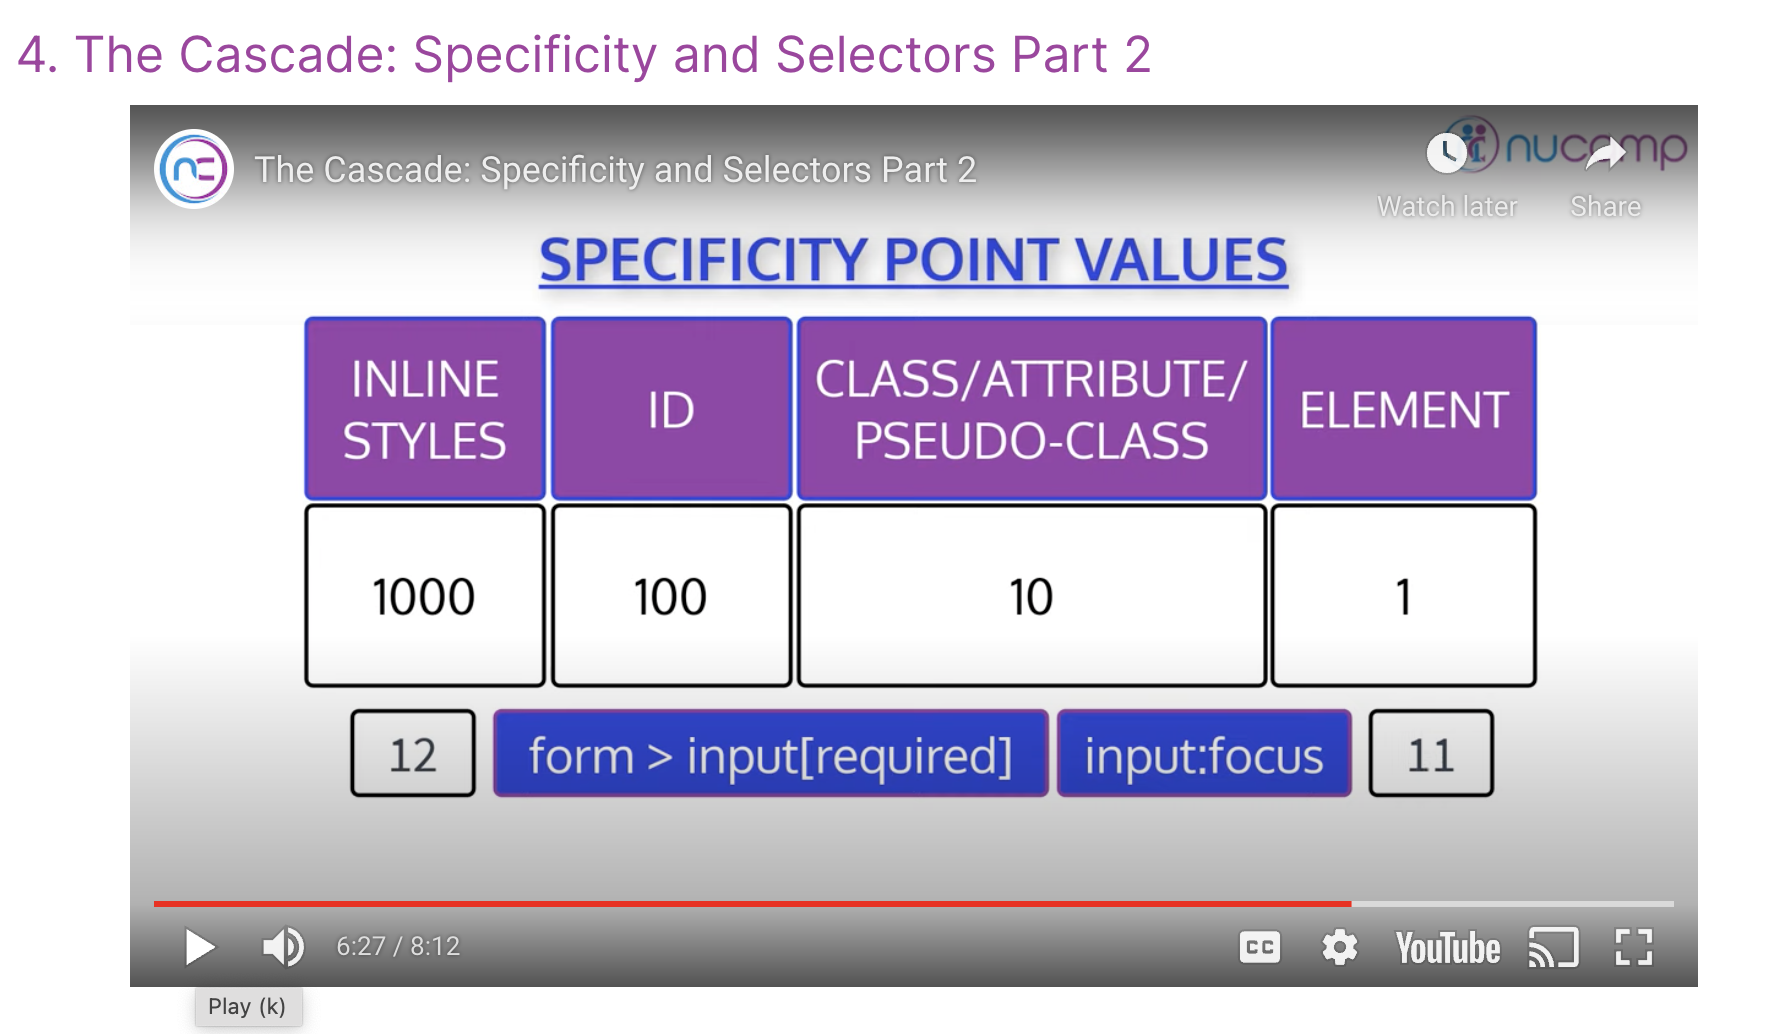 4. The Cascade: Specificity and Selectors Part 2
nc
The Cascade: Specificity and Selectors Part 2
nucamp
Watch later
Share
SPECIFICITY POINT VALUES
INLINE
STYLES
ID
CLASS/ATTRIBUTE/
PSEUDO-CLASS
ELEMENT
1000
100
10
1
12
form > input[required]
input:focus
11
6:27 / 8:12
CC
YouTube
Play (k)